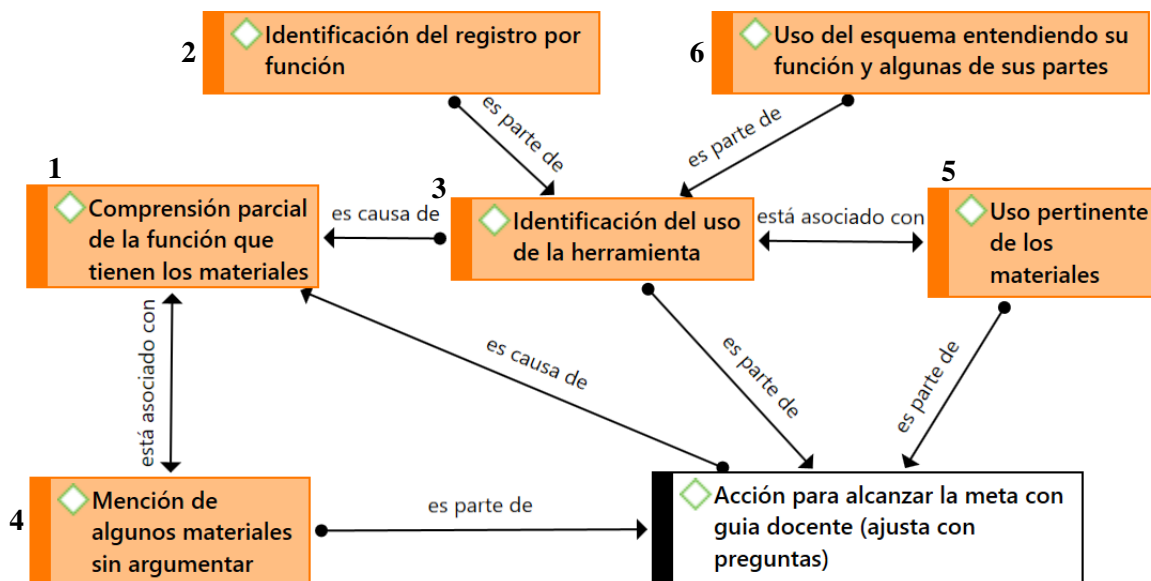 2
Identificación del registro por
función
6
Uso del esquema entendiendo su
función y algunas de sus partes
es parte de
es parte de
1
Comprensión parcial
de la función que
tienen los materiales
es causa de
3
Identificación del uso
de la herramienta
está asociado con
5
Uso pertinente
de los
materiales
está asociado con
es causa de
es parte de
es parte de
4
Mención de
algunos materiales
sin argumentar
es parte de
Acción para alcanzar la meta con
guia docente (ajusta con
preguntas)